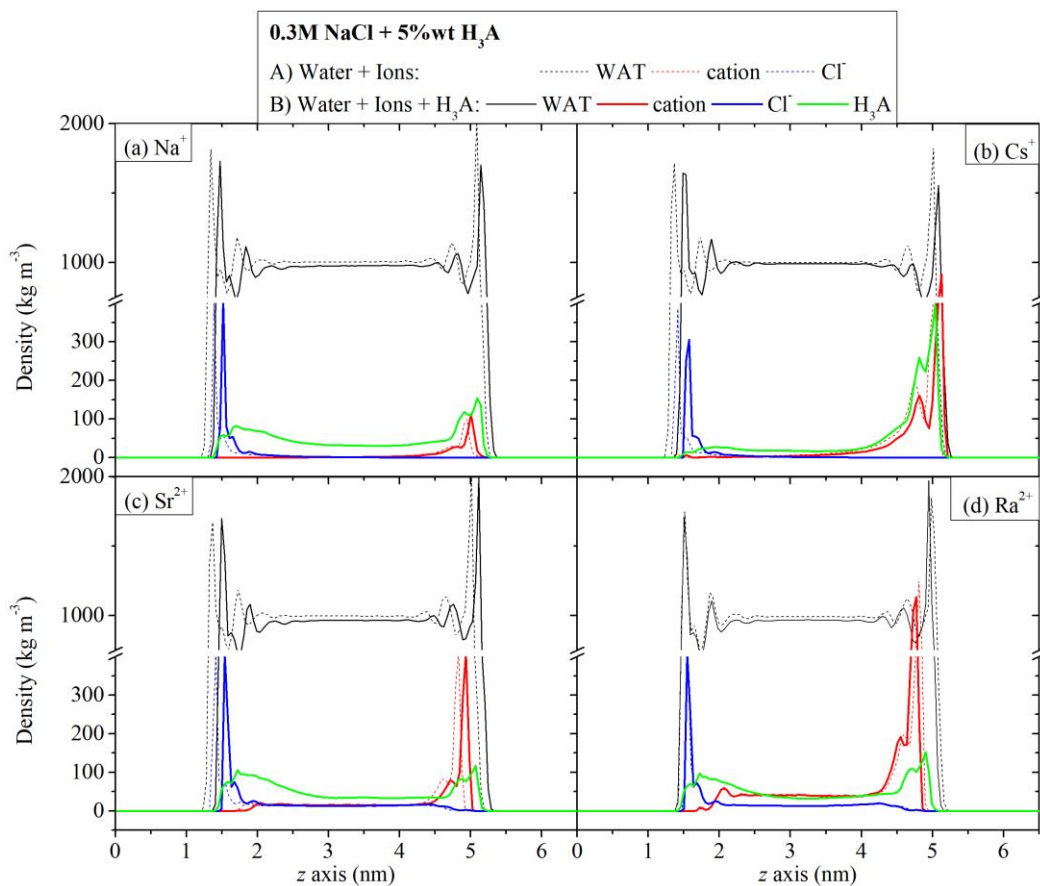 0.3M NaCl + 5%wt H₃A
A) Water + Ions: WAT cation Cl⁻
B) Water + Ions + H₃A: WAT cation Cl⁻ H₃A
2000
(a) Na⁺
(b) Cs⁺
1000
300
200
100
0
Density (kg m⁻³)
2000
(c) Sr²⁺
(d) Ra²⁺
1000
300
200
100
0
Density (kg m⁻³)
0 1 2 3 4 5 6 0 1 2 3 4 5 6
z axis (nm) z axis (nm)